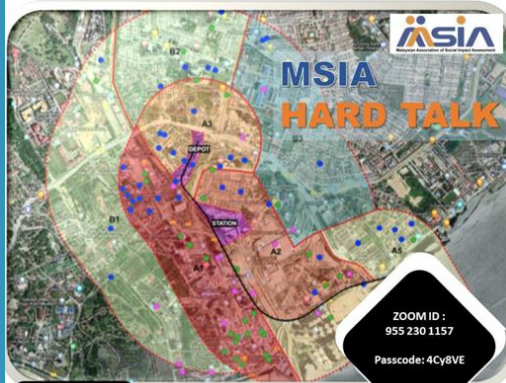 MSIA
Malaysian Association of Social Impact Assessment
MSIA
HARD TALK
B2
A3
B3
DEPOT
B1
STATION
A1
A2
A5
ZOOM ID :
955 230 1157
Passcode: 4Cy8VE